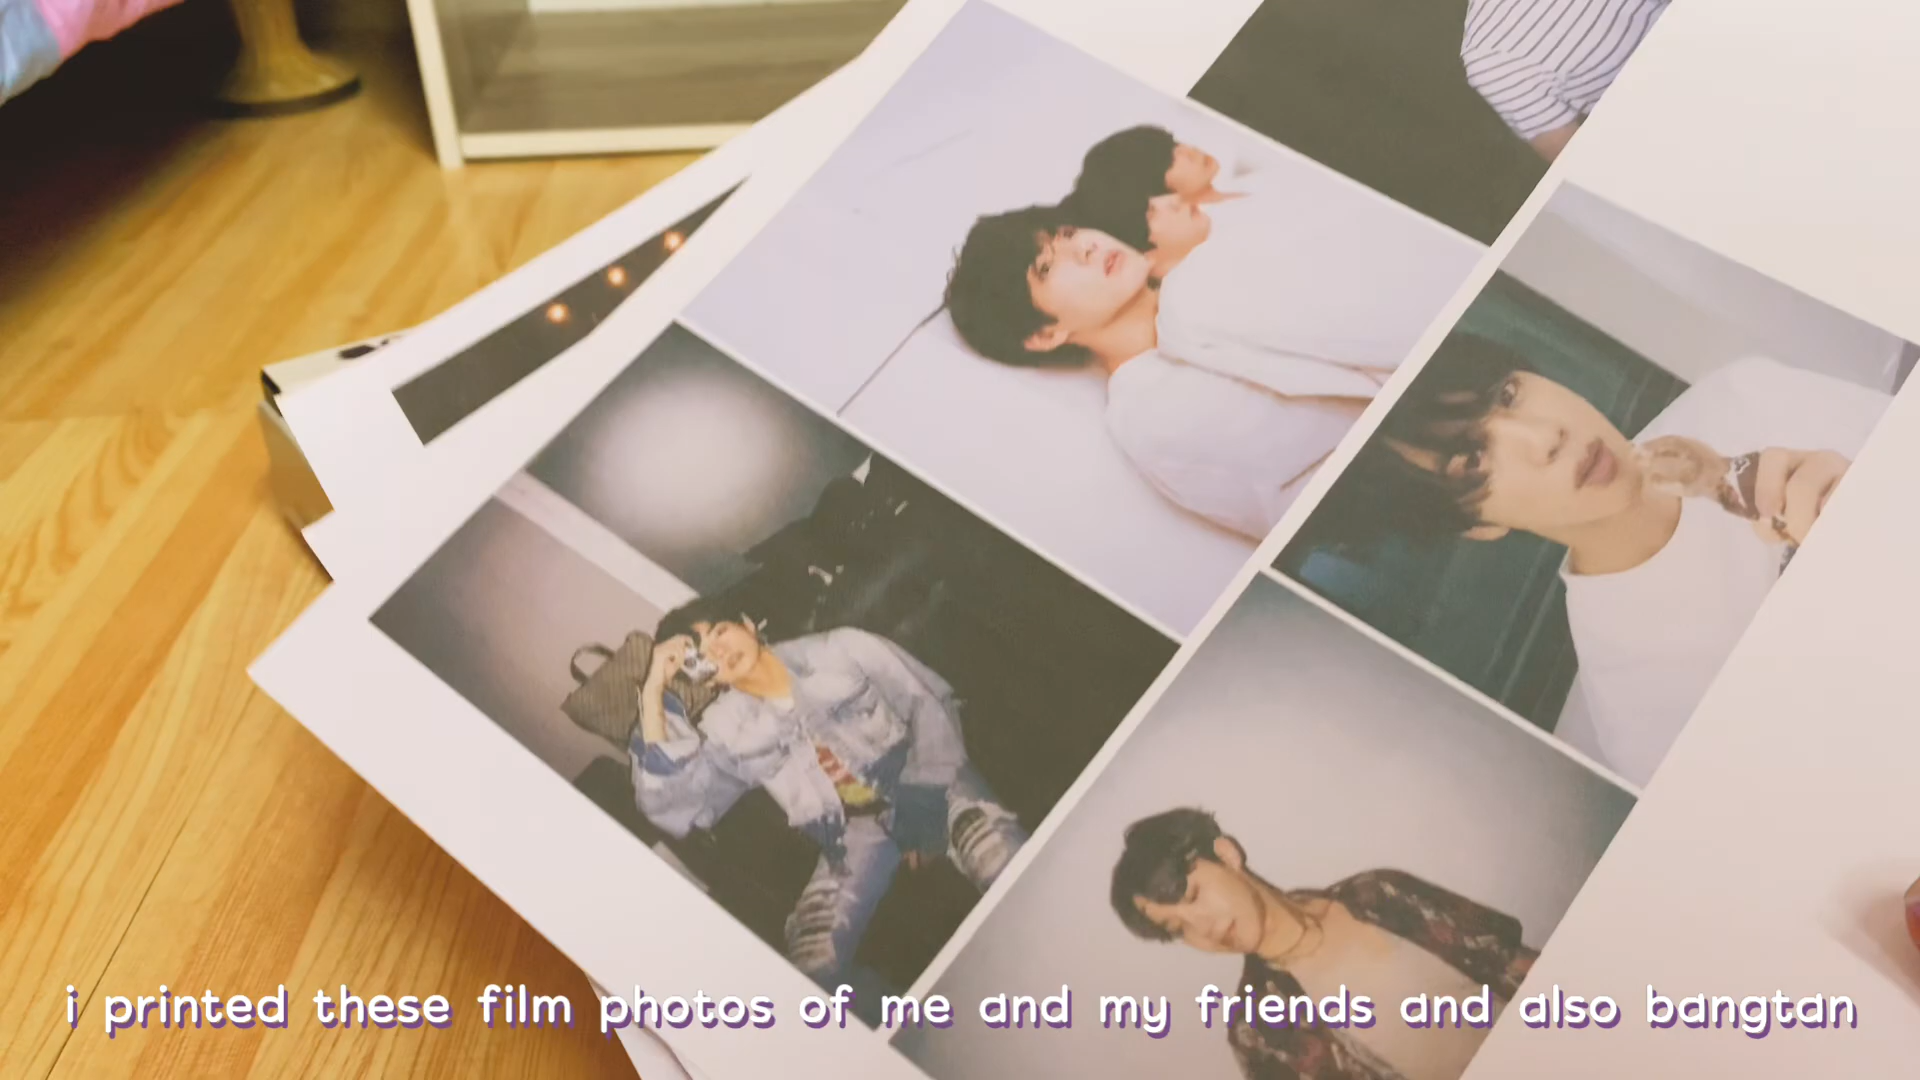 i printed these film photos of me and my friends and also bangtan